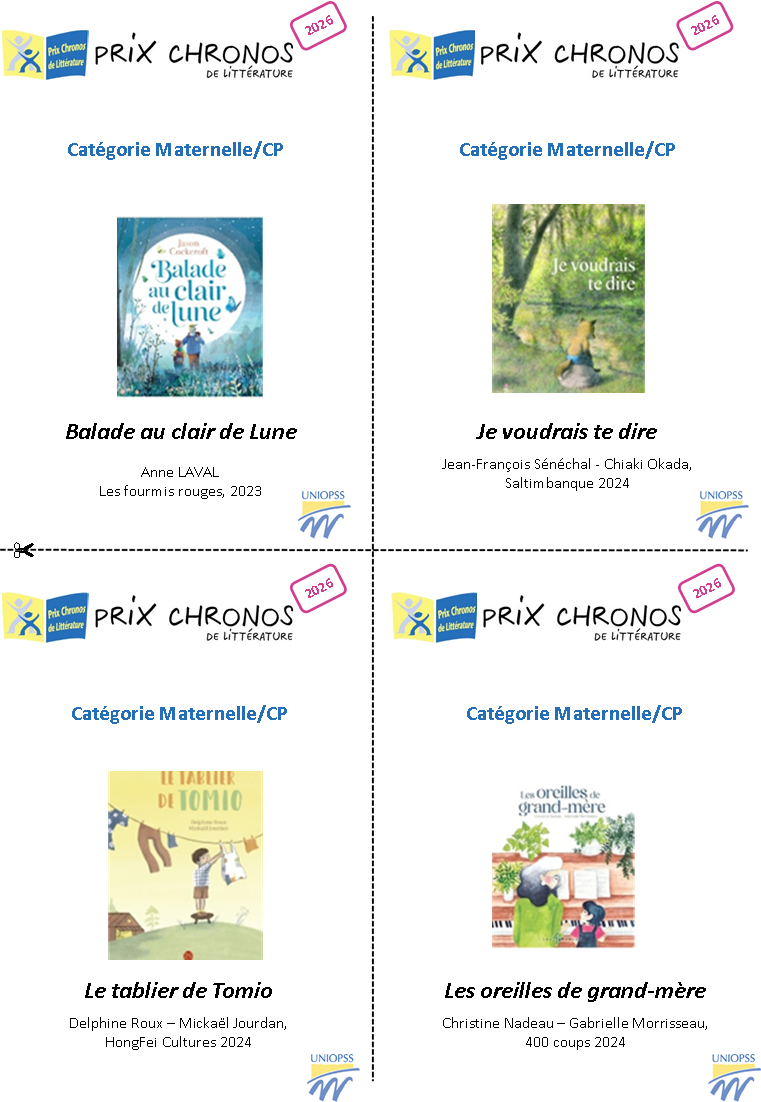 Prix Chronos
de Littérature
PRIX CHRONOS
DE LITTÉRATURE
2026
Catégorie Maternelle/CP
Jason
Cockcroft
Balade
au clair
de lune
Balade au clair de Lune
Anne LAVAL
Les fourmis rouges, 2023
UNIOPSS
Prix Chronos
de Littérature
PRIX CHRONOS
DE LITTÉRATURE
2026
Catégorie Maternelle/CP
Je voudrais
te dire
Je voudrais te dire
Jean-François Sénéchal - Chiaki Okada,
Saltimbanque 2024
UNIOPSS
Prix Chronos
de Littérature
PRIX CHRONOS
DE LITTÉRATURE
2026
Catégorie Maternelle/CP
LE TABLIER
DE TOMIO
Delphine Roux
Mickaël Jourdan
Le tablier de Tomio
Delphine Roux – Mickaël Jourdan,
HongFei Cultures 2024
UNIOPSS
Prix Chronos
de Littérature
PRIX CHRONOS
DE LITTÉRATURE
2026
Catégorie Maternelle/CP
Les oreilles de
grand-mère
Les oreilles de grand-mère
Christine Nadeau – Gabrielle Morrisseau,
400 coups 2024
UNIOPSS